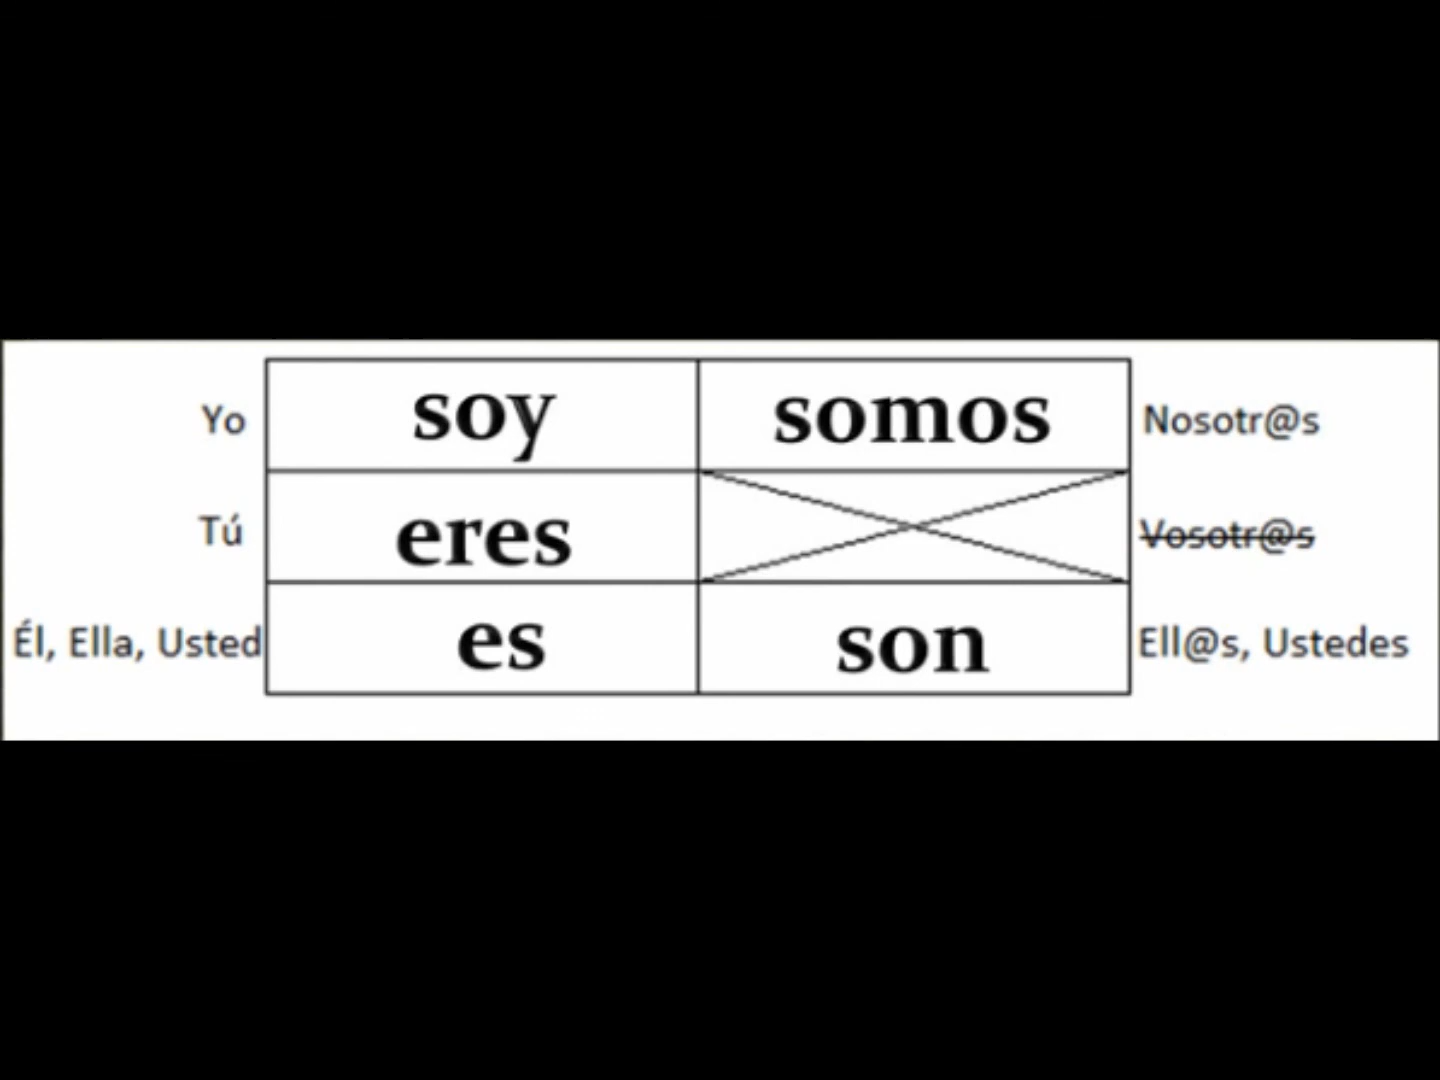 Yo soy somos Nosotr@s
Tú eres Vosotr@s
Él, Ella, Usted es son Ell@s, Ustedes